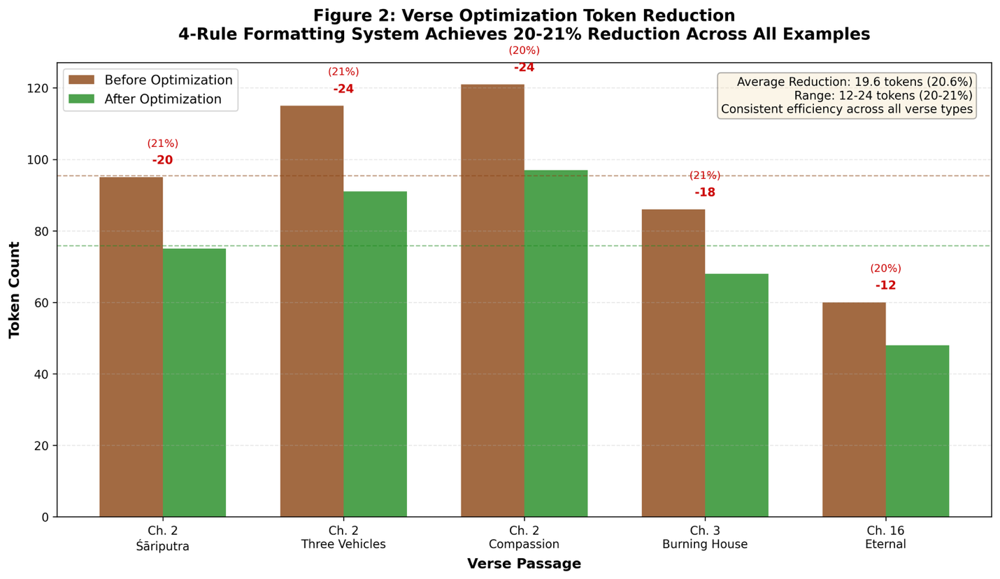 Figure 2: Verse Optimization Token Reduction
4-Rule Formatting System Achieves 20-21% Reduction Across All Examples
Before Optimization
After Optimization
Average Reduction: 19.6 tokens (20.6%)
Range: 12-24 tokens (20-21%)
Consistent efficiency across all verse types
(21%)
-20
(21%)
-24
(20%)
-24
(21%)
-18
(20%)
-12
Token Count
120
100
80
60
40
20
0
Ch. 2
Śāriputra
Ch. 2
Three Vehicles
Ch. 2
Compassion
Ch. 3
Burning House
Ch. 16
Eternal
Verse Passage